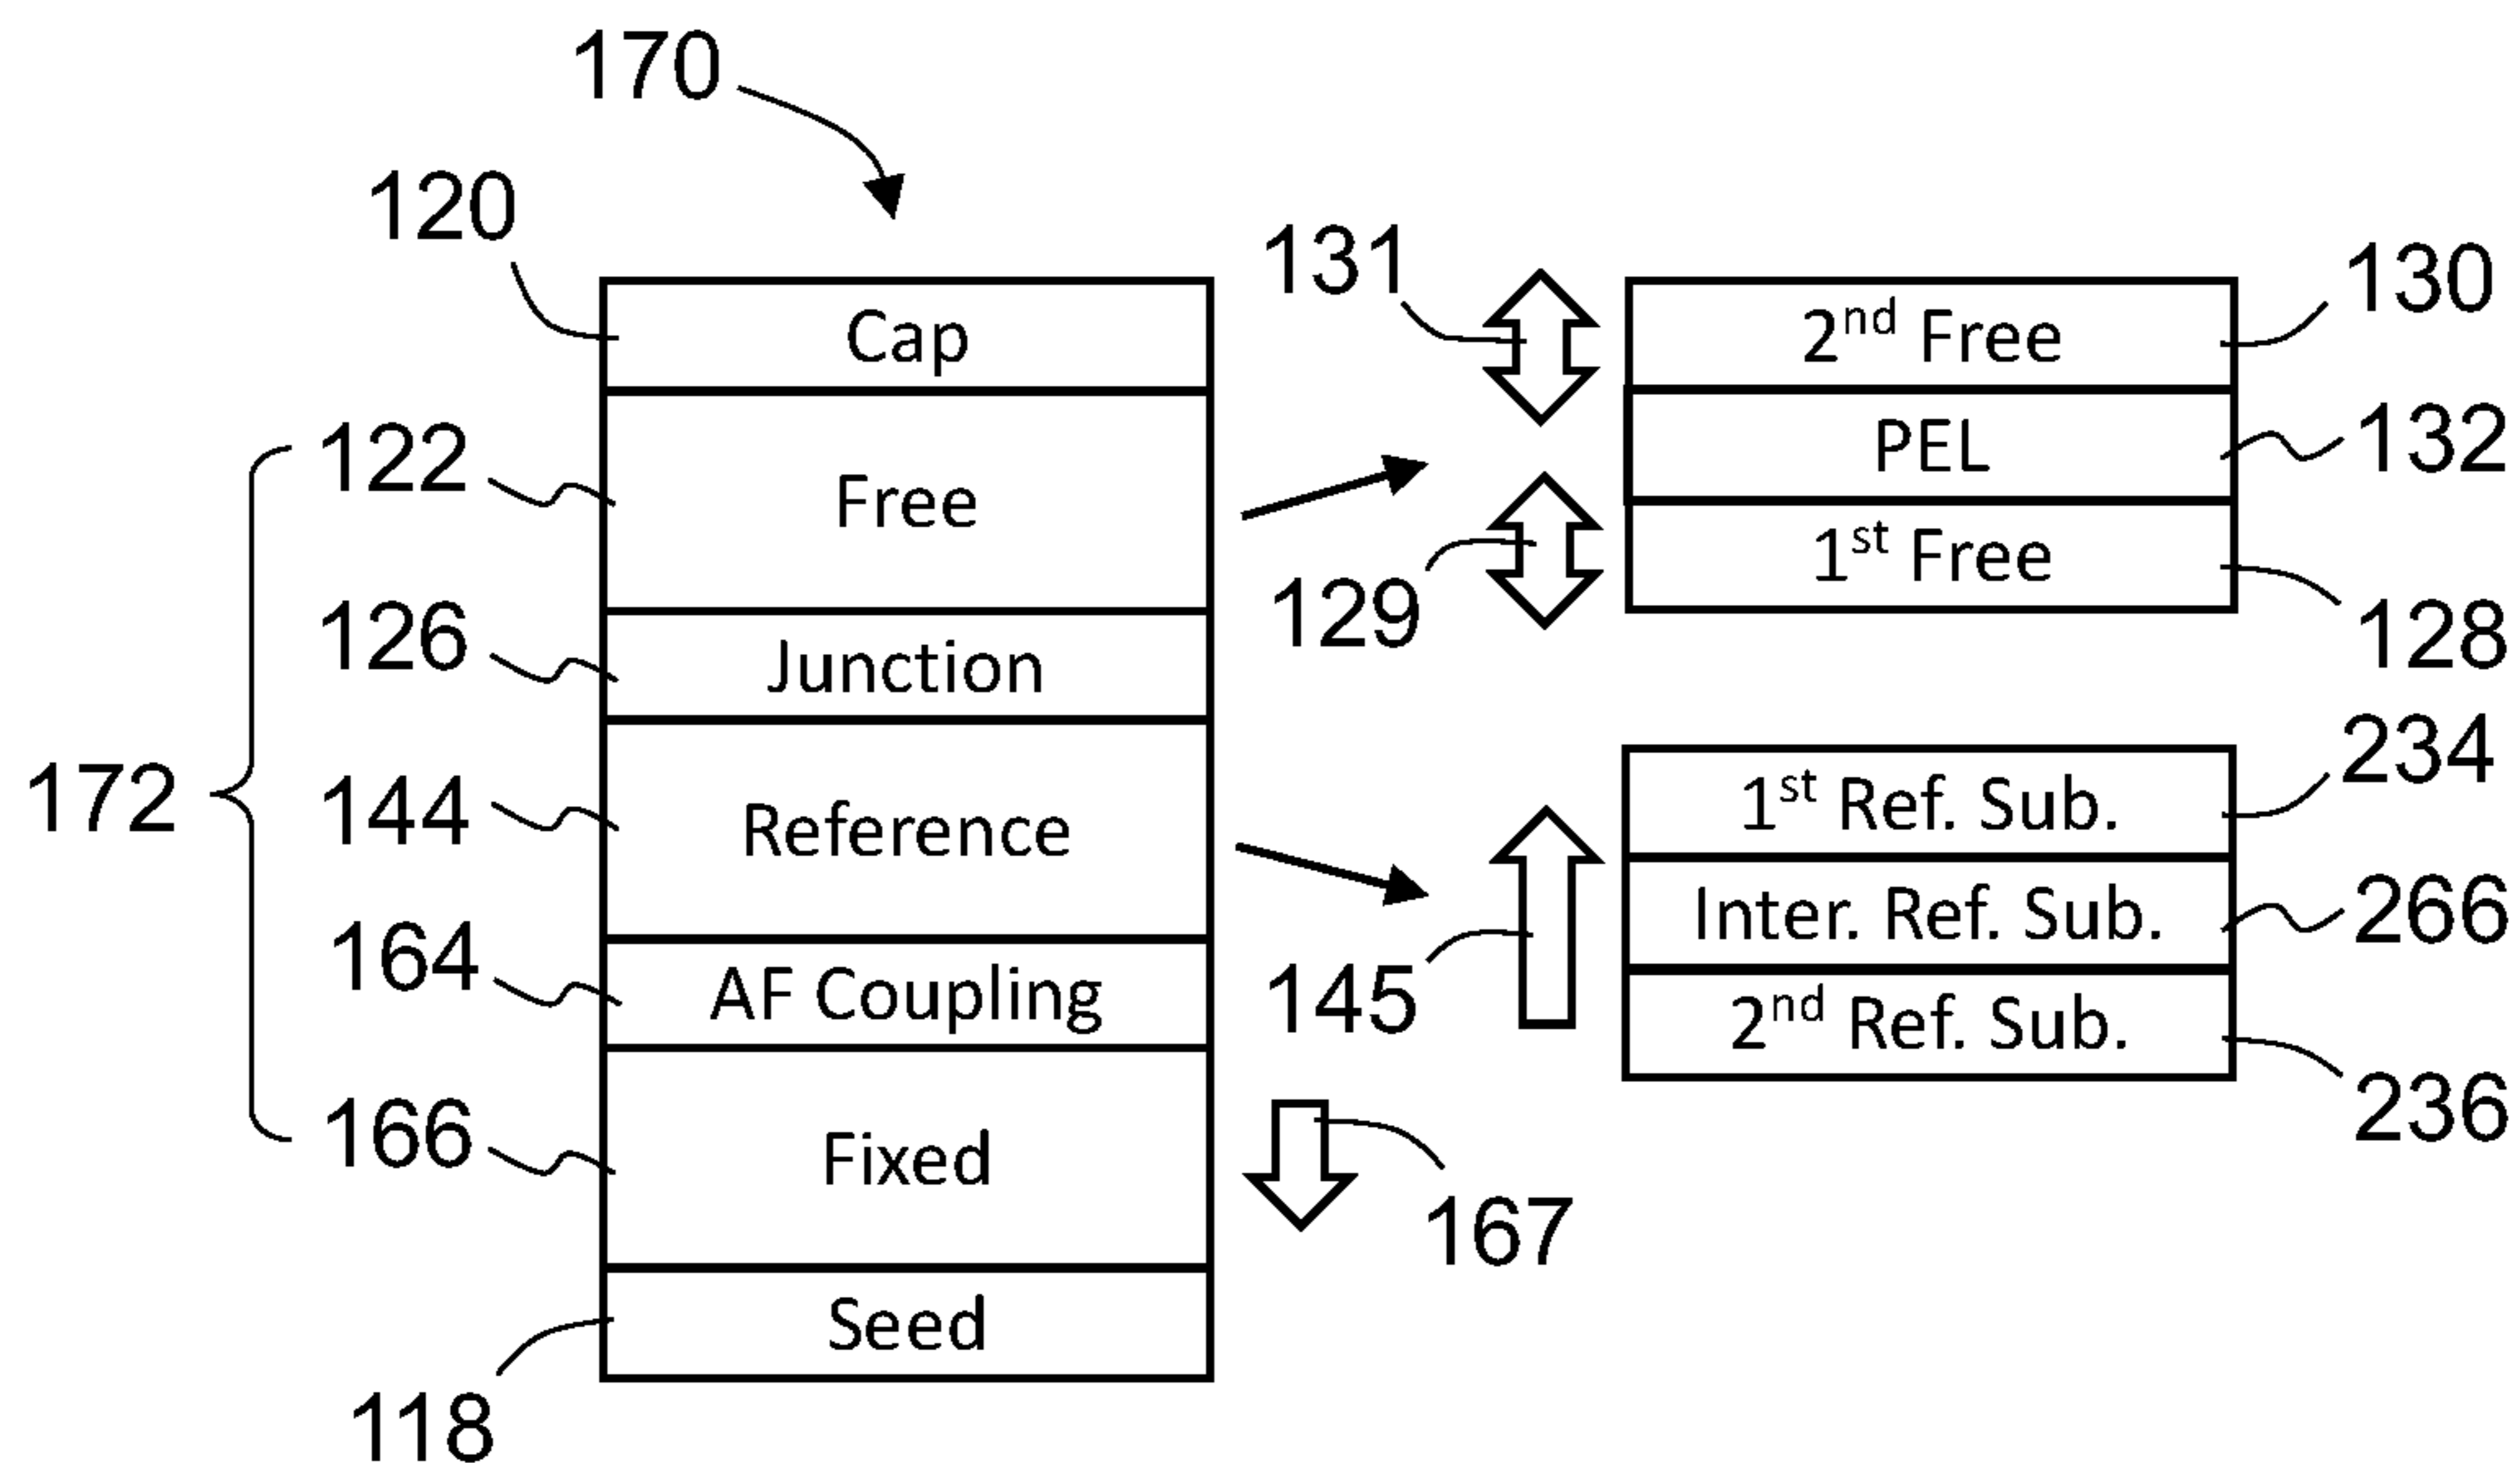 170
120
131
130
Cap
2nd Free
122
PEL
132
Free
1st Free
129
126
128
Junction
172
144
Reference
1st Ref. Sub.
234
Inter. Ref. Sub.
266
164
AF Coupling
145
2nd Ref. Sub.
236
166
Fixed
167
Seed
118